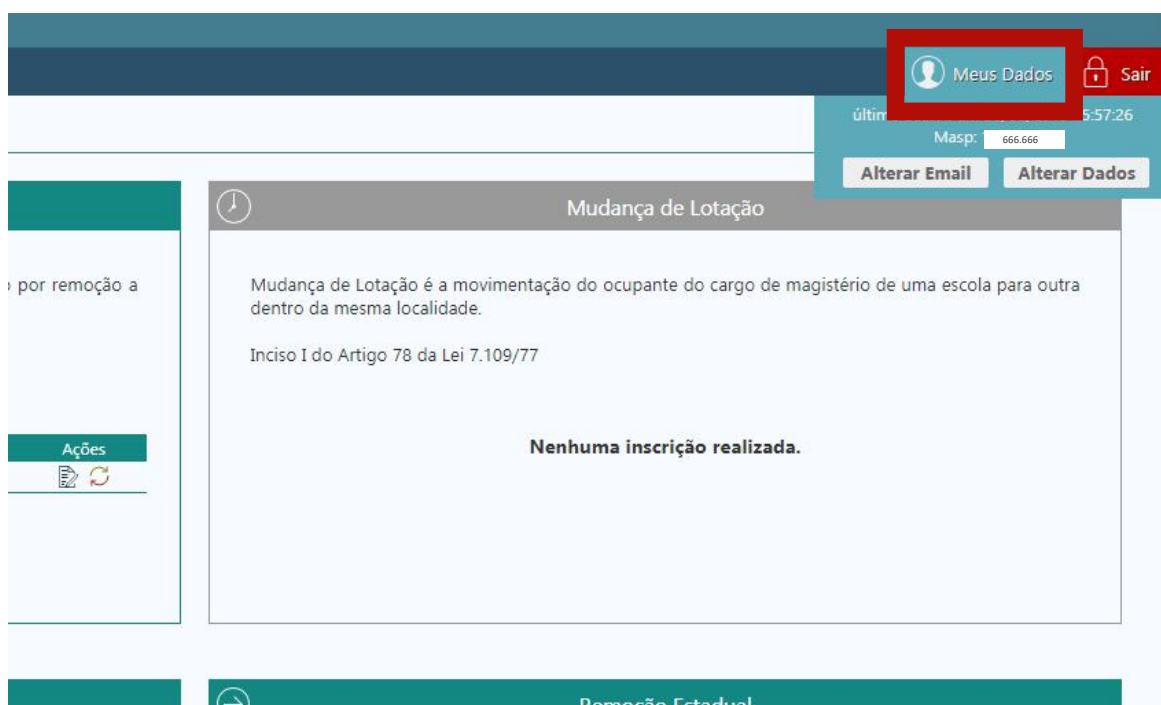 Meus Dados
Sair
5:57:26
Masp: 666.666
Alterar Email
Alterar Dados
Mudança de Lotação
por remoção a
Mudança de Lotação é a movimentação do ocupante do cargo de magistério de uma escola para outra
dentro da mesma localidade.
Inciso I do Artigo 78 da Lei 7.109/77
Ações
Nenhuma inscrição realizada.
Remoção Estadual